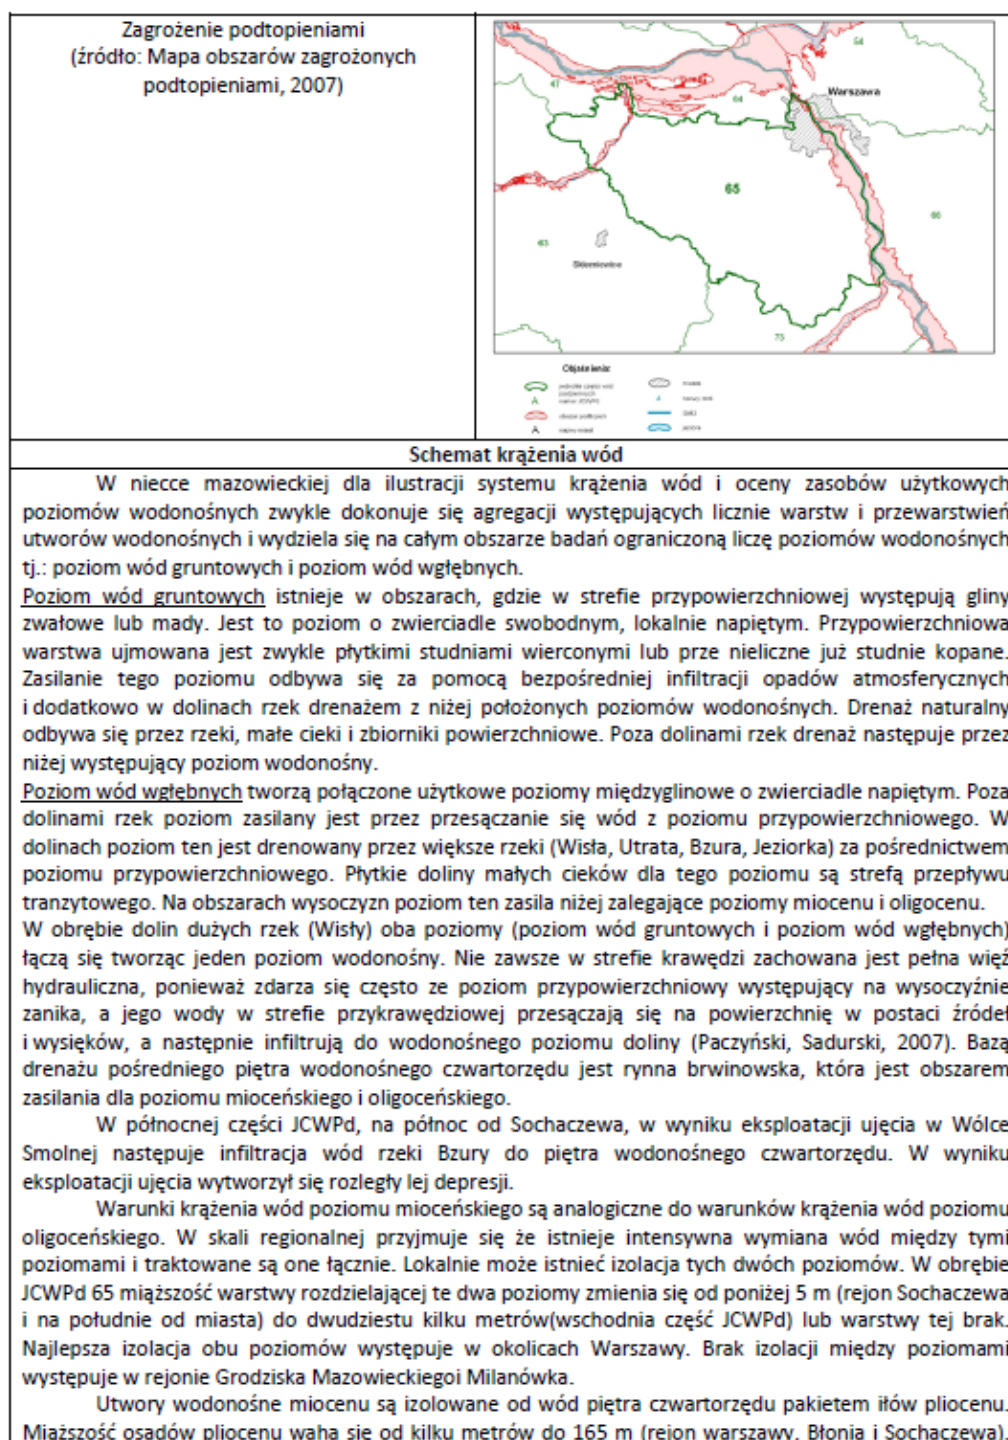 Zagrożenie podtopieniami
(źródło: Mapa obszarów zagrożonych
podtopieniami, 2007)
54
47
64
Warszawa
65
66
63
Skierniewice
73
Objaśnienia:
jednolite części wód
podziemnych
numer JCWPd
obszar podtopień
A nazwy miast
miasta
jeziora
Schemat krążenia wód
W niecce mazowieckiej dla ilustracji systemu krążenia wód i oceny zasobów użytkowych
poziomów wodonośnych zwykle dokonuje się agregacji występujących licznie warstw i przewarstwień
utworów wodonośnych i wydziela się na całym obszarze badań ograniczoną liczę poziomów wodonośnych
tj.: poziom wód gruntowych i poziom wód wgłębnych.
Poziom wód gruntowych istnieje w obszarach, gdzie w strefie przypowierzchniowej występują gliny
zwałowe lub mady. Jest to poziom o zwierciadle swobodnym, lokalnie napiętym. Przypowierzchniowa
warstwa ujmowana jest zwykle płytkimi studniami wierconymi lub prze nieliczne już studnie kopane.
Zasilanie tego poziomu odbywa się za pomocą bezpośredniej infiltracji opadów atmosferycznych
i dodatkowo w dolinach rzek drenażem z niżej położonych poziomów wodonośnych. Drenaż naturalny
odbywa się przez rzeki, małe cieki i zbiorniki powierzchniowe. Poza dolinami rzek drenaż następuje przez
niżej występujący poziom wodonośny.
Poziom wód wgłębnych tworzą połączone użytkowe poziomy międzyglinowe o zwierciadle napiętym. Poza
dolinami rzek poziom zasilany jest przez przesączanie się wód z poziomu przypowierzchniowego. W
dolinach poziom ten jest drenowany przez większe rzeki (Wisła, Utrata, Bzura, Jeziorka) za pośrednictwem
poziomu przypowierzchniowego. Płytkie doliny małych cieków dla tego poziomu są strefą przepływu
tranzytowego. Na obszarach wysoczyzn poziom ten zasila niżej zalegające poziomy miocenu i oligocenu.
W obrębie dolin dużych rzek (Wisły) oba poziomy (poziom wód gruntowych i poziom wód wgłębnych)
łączą się tworząc jeden poziom wodonośny. Nie zawsze w strefie krawędzi zachowana jest pełna więź
hydrauliczna, ponieważ zdarza się często ze poziom przypowierzchniowy występujący na wysoczyźnie
zanika, a jego wody w strefie przykrawędziowej przesączają się na powierzchnię w postaci źródeł
i wysięków, a następnie infiltrują do wodonośnego poziomu doliny (Paczyński, Sadurski, 2007). Bazą
drenażu pośredniego piętra wodonośnego czwartorzędu jest rynna brwinowska, która jest obszarem
zasilania dla poziomu mioceńskiego i oligoceńskiego.
W północnej części JCWPd, na północ od Sochaczewa, w wyniku eksploatacji ujęcia w Wólce
Smolnej następuje infiltracja wód rzeki Bzury do piętra wodonośnego czwartorzędu. W wyniku
eksploatacji ujęcia wytworzył się rozległy lej depresji.
Warunki krążenia wód poziomu mioceńskiego są analogiczne do warunków krążenia wód poziomu
oligoceńskiego. W skali regionalnej przyjmuje się że istnieje intensywna wymiana wód między tymi
poziomami i traktowane są one łącznie. Lokalnie może istnieć izolacja tych dwóch poziomów. W obrębie
JCWPd 65 miąższość warstwy rozdzielającej te dwa poziomy zmienia się od poniżej 5 m (rejon Sochaczewa
i na południe od miasta) do dwudziestu kilku metrów(wschodnia część JCWPd) lub warstwy tej brak.
Najlepsza izolacja obu poziomów występuje w okolicach Warszawy. Brak izolacji między poziomami
występuje w rejonie Grodziska Mazowieckiegoi Milanówka.
Utwory wodonośne miocenu są izolowane od wód piętra czwartorzędu pakietem iłów pliocenu.
Miąższość osadów pliocenu waha się od kilku metrów do 165 m (rejon warszawy, Błonia i Sochaczewa).